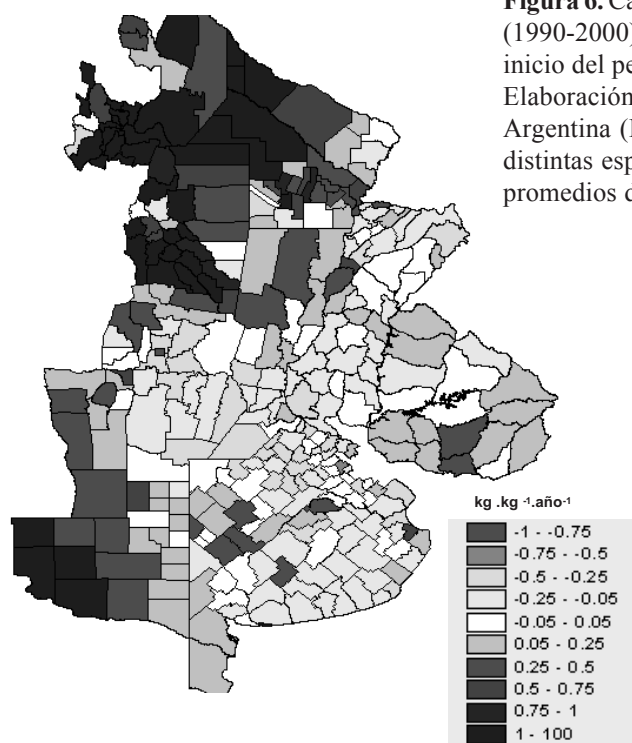 Figura 6. Ca
(1990-2000)
inicio del pe
Elaboración
Argentina (I
distintas esp
promedios d
kg .kg -1.año-1
-1 - -0.75
-0.75 - -0.5
-0.5 - -0.25
-0.25 - -0.05
-0.05 - 0.05
0.05 - 0.25
0.25 - 0.5
0.5 - 0.75
0.75 - 1
1 - 100